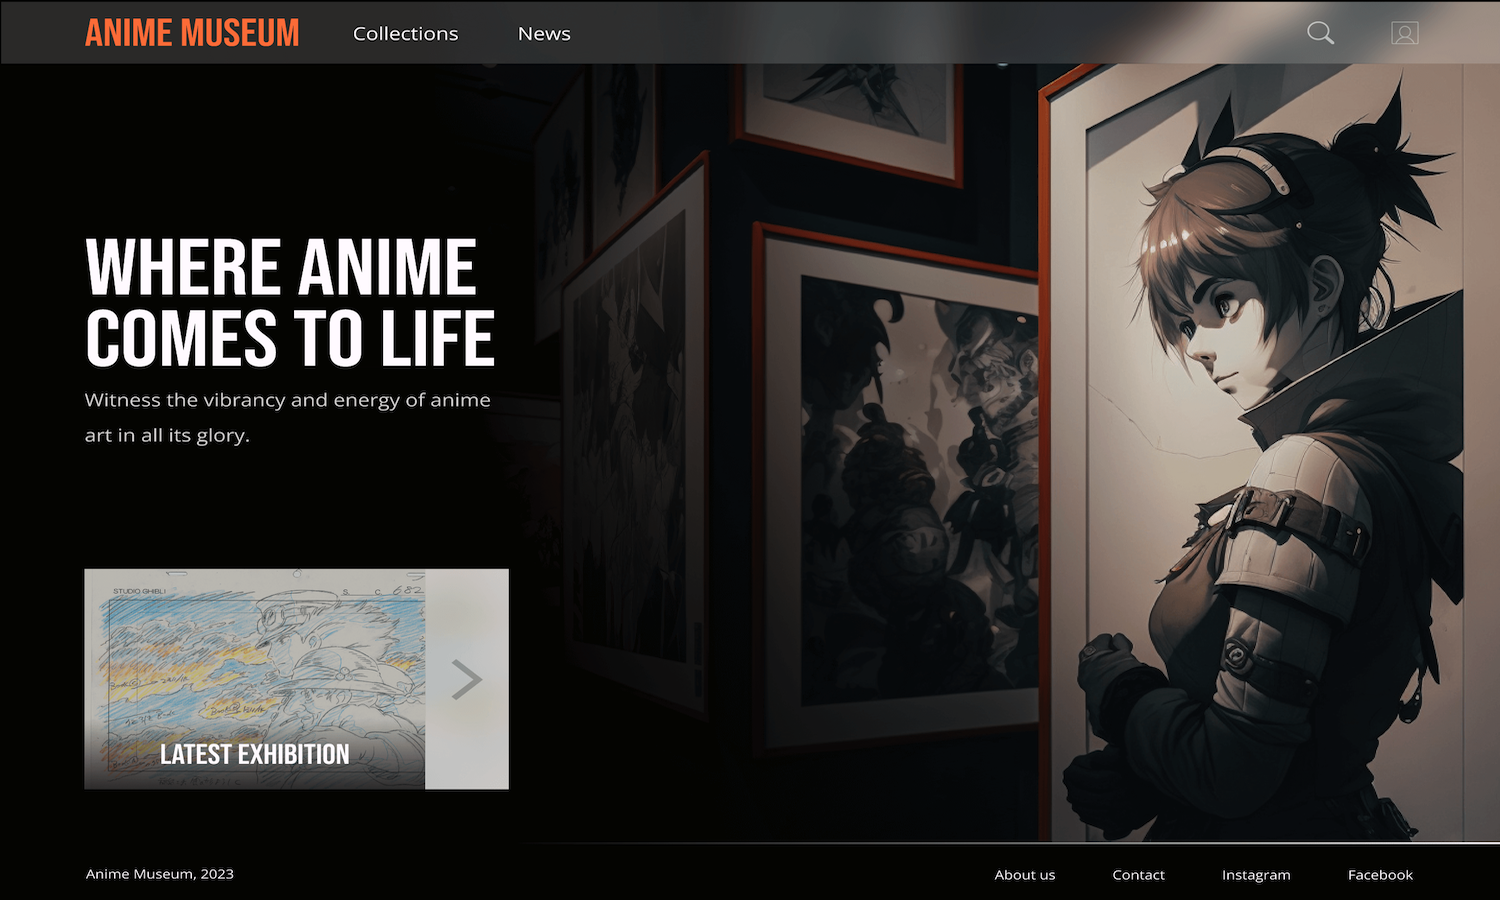 ANIME MUSEUM
Collections
News
WHERE ANIME
COMES TO LIFE
Witness the vibrancy and energy of anime
art in all its glory.
STUDIO GHIBLI
S.
C. 682
LATEST EXHIBITION
Anime Museum, 2023
About us
Contact
Instagram
Facebook